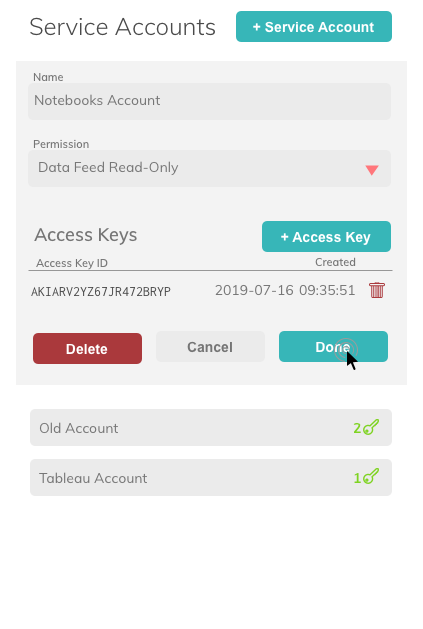 Service Accounts + Service Account
Name
Notebooks Account
Permission
Data Feed Read-Only
Access Keys + Access Key
Access Key ID Created
AKIARV2YZ67JR472BRYP 2019-07-16 09:35:51
Delete Cancel Done
Old Account 2
Tableau Account 1